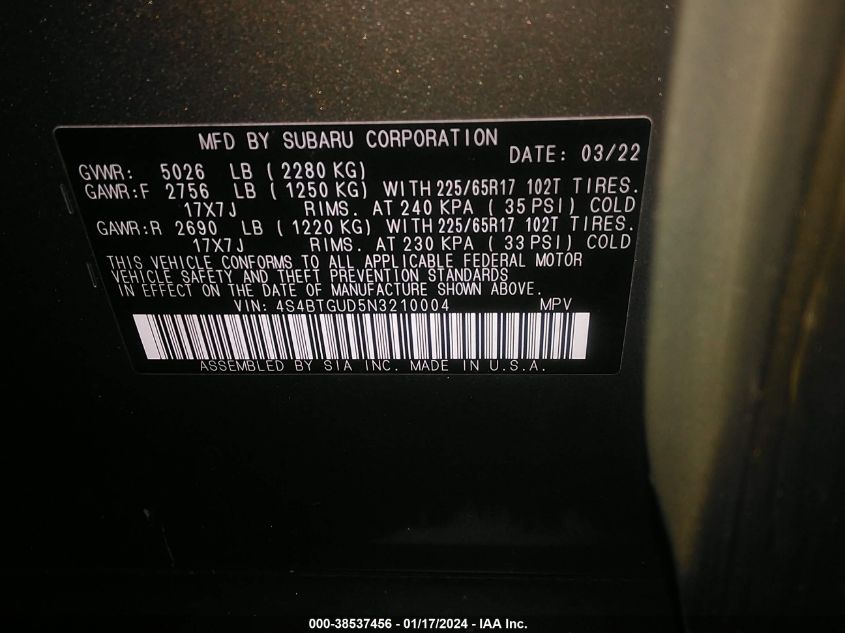 MFD BY SUBARU CORPORATION
DATE: 03/22
GVWR: 5026 LB ( 2280 KG)
GAWR:F 2756 LB ( 1250 KG) WITH 225/65R17 102T TIRES.
17X7J RIMS. AT 240 KPA ( 35 PSI) COLD
GAWR:R 2690 LB ( 1220 KG) WITH 225/65R17 102T TIRES.
17X7J RIMS. AT 230 KPA ( 33 PSI) COLD
THIS VEHICLE CONFORMS TO ALL APPLICABLE FEDERAL MOTOR
VEHICLE SAFETY AND THEFT PREVENTION STANDARDS
IN EFFECT ON THE DATE OF MANUFACTURE SHOWN ABOVE.
VIN: 4S4BTGUD5N3210004 MPV
ASSEMBLED BY SIA INC. MADE IN U.S.A.
000-38537456 - 01/17/2024 - IAA Inc.